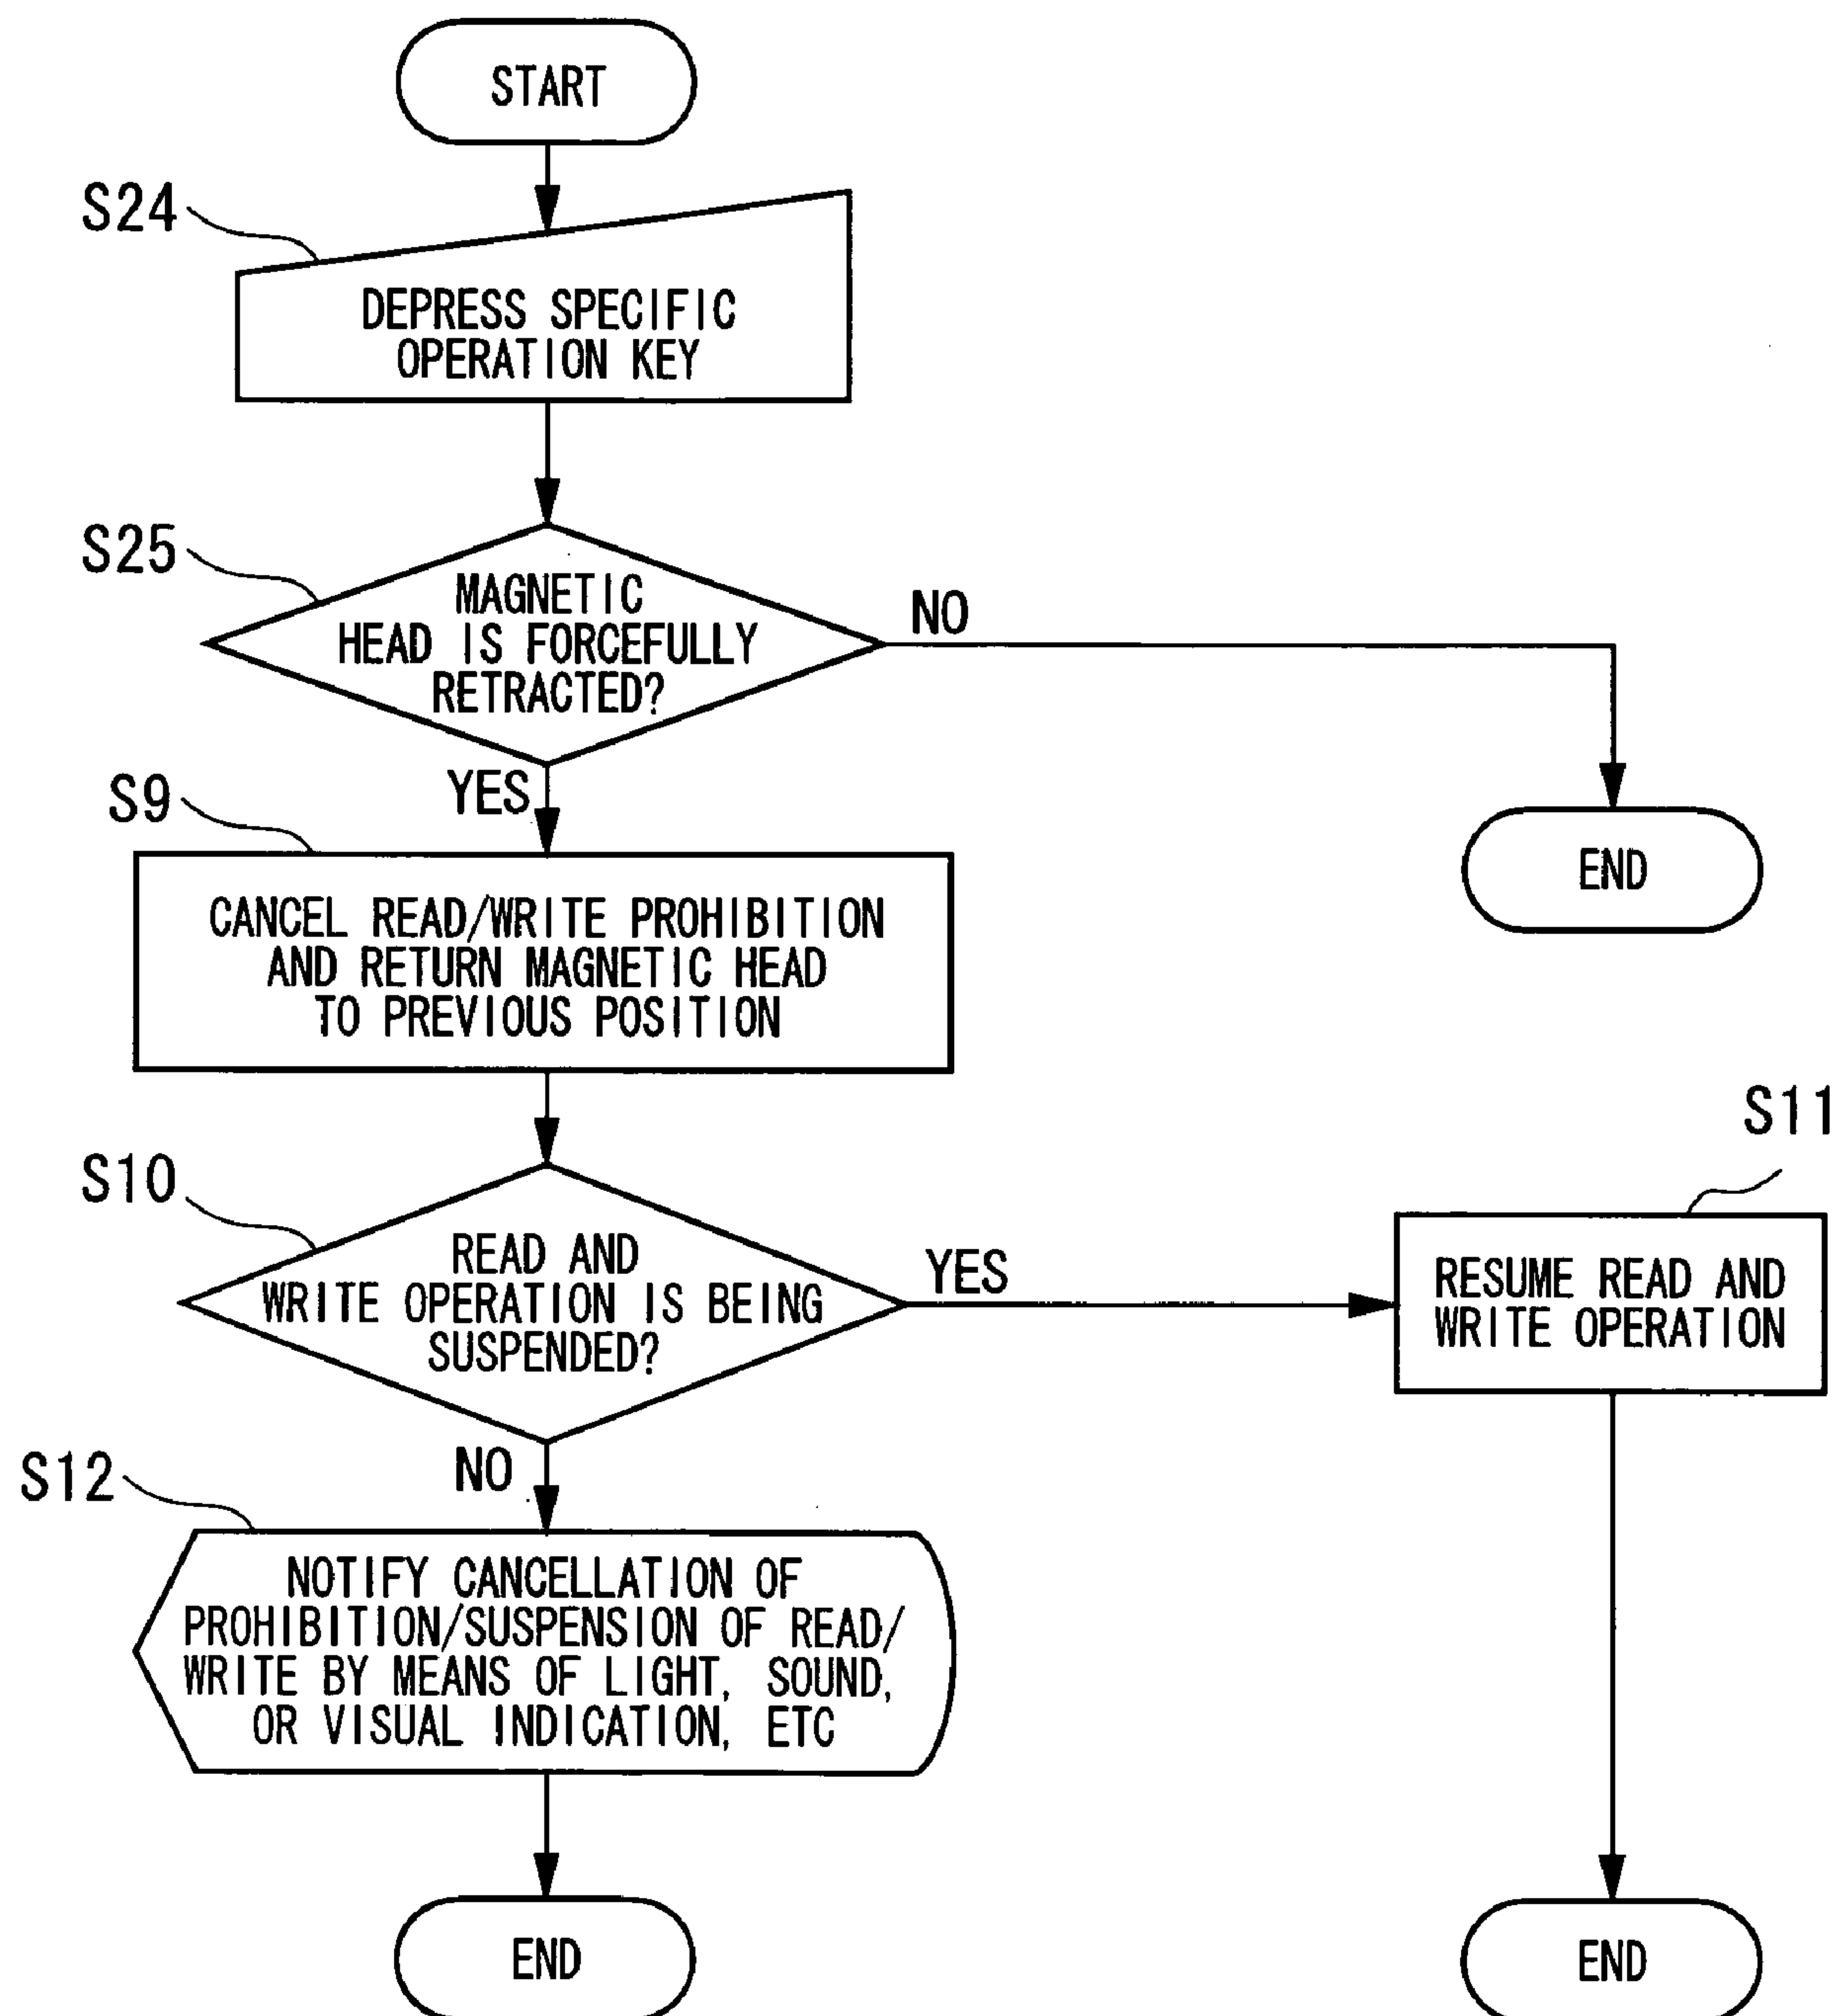 START
S24
DEPRESS SPECIFIC
OPERATION KEY
S25
MAGNETIC
HEAD IS FORCEFULLY
RETRACTED?
NO
YES
END
S9
CANCEL READ/WRITE PROHIBITION
AND RETURN MAGNETIC HEAD
TO PREVIOUS POSITION
S10
READ AND
WRITE OPERATION IS BEING
SUSPENDED?
YES
S11
RESUME READ AND
WRITE OPERATION
NO
S12
NOTIFY CANCELLATION OF
PROHIBITION/SUSPENSION OF READ/
WRITE BY MEANS OF LIGHT, SOUND,
OR VISUAL INDICATION, ETC
END
END